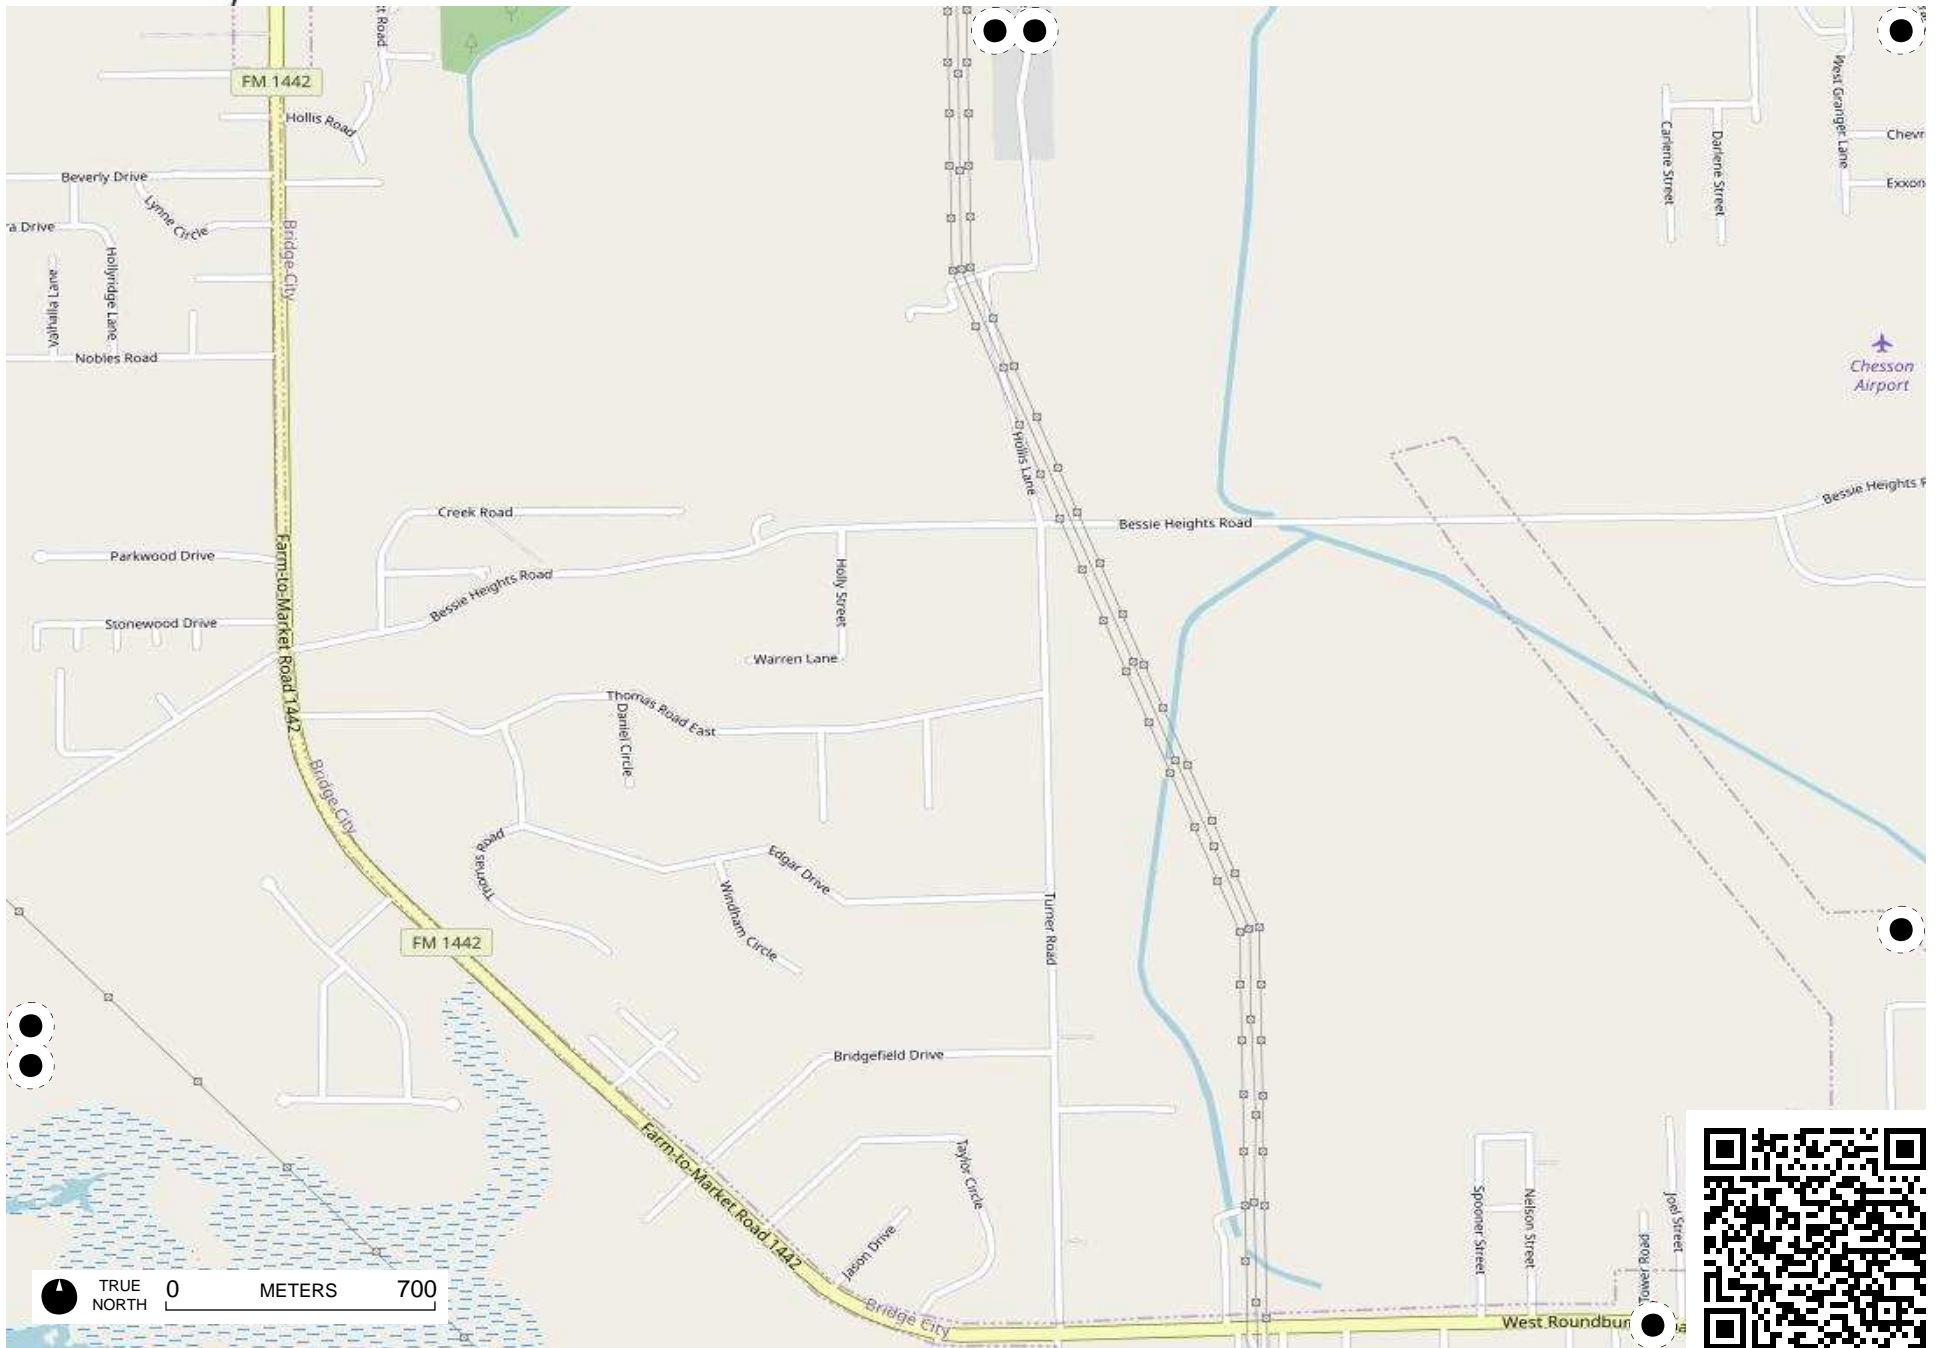 FM 1442
Hollis Road
Carlene Street
Darlene Street
West Granger Lane
Beverly Drive
Lynne Circle
Bridge City
Hollyridge Lane
Valhalla Lane
Nobles Road
Chesson
Airport
Hollis Lane
Creek Road
Bessie Heights Road
Bessie Heights
Parkwood Drive
Bessie Heights Road
Holly Street
Stonewood Drive
Farm-to-Market Road 1442
Warren Lane
Thomas Road East
Daniel Circle
Bridge City
Thomas Road
Edgar Drive
Windham Circle
Turner Road
FM 1442
Bridgefield Drive
Farm-to-Market Road 1442
Taylor Circle
Jason Drive
Spooner Street
Nelson Street
Joel Street
Tower Road
Bridge City
West Roundbun
TRUE
NORTH
0 METERS 700